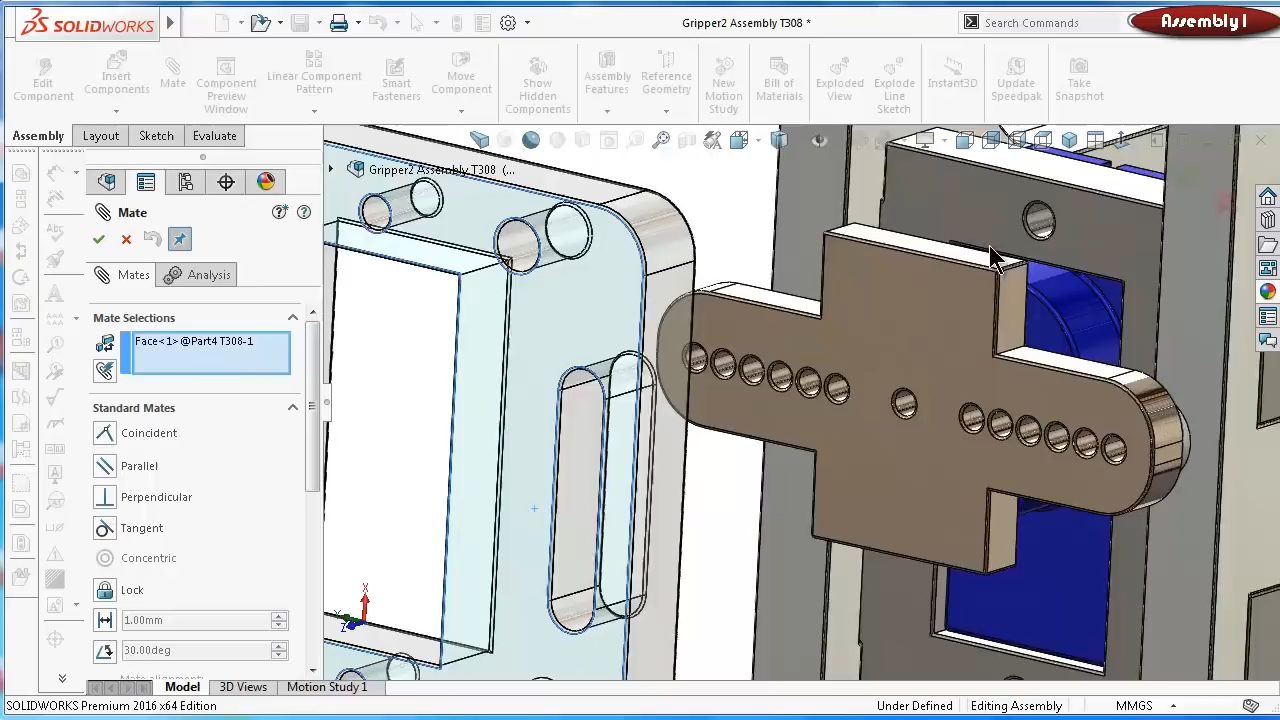 SOLIDWORKS
Gripper2 Assembly T308 *
Search Commands
Assembly1
Edit Component
Insert Components
Mate
Component Preview Window
Linear Component Pattern
Smart Fasteners
Move Component
Show Hidden Components
Assembly Features
Reference Geometry
New Motion Study
Bill of Materials
Exploded View
Explode Line Sketch
Instant3D
Update Speedpak
Take Snapshot
Assembly
Layout
Sketch
Evaluate
Gripper2 Assembly T308 (...
Mate
Mates
Analysis
Mate Selections
Face<1>@Part4 T308-1
Standard Mates
Coincident
Parallel
Perpendicular
Tangent
Concentric
Lock
1.00mm
30.00deg
Mate alignment:
X
Y
Z
Model
3D Views
Motion Study 1
SOLIDWORKS Premium 2016 x64 Edition
Under Defined
Editing Assembly
MMGS